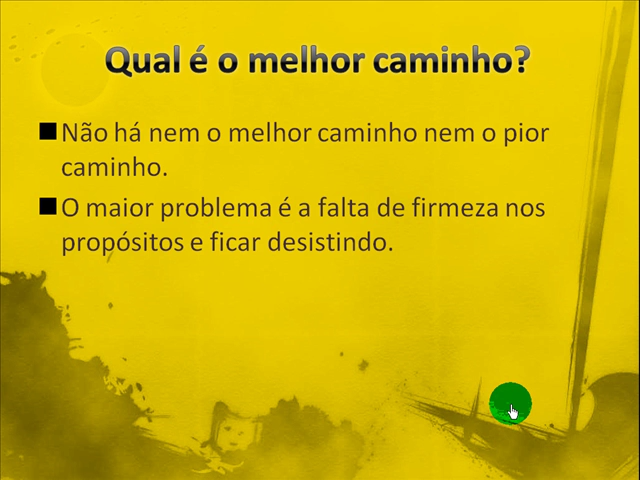 Qual é o melhor caminho?
Não há nem o melhor caminho nem o pior
caminho.
O maior problema é a falta de firmeza nos
propósitos e ficar desistindo.